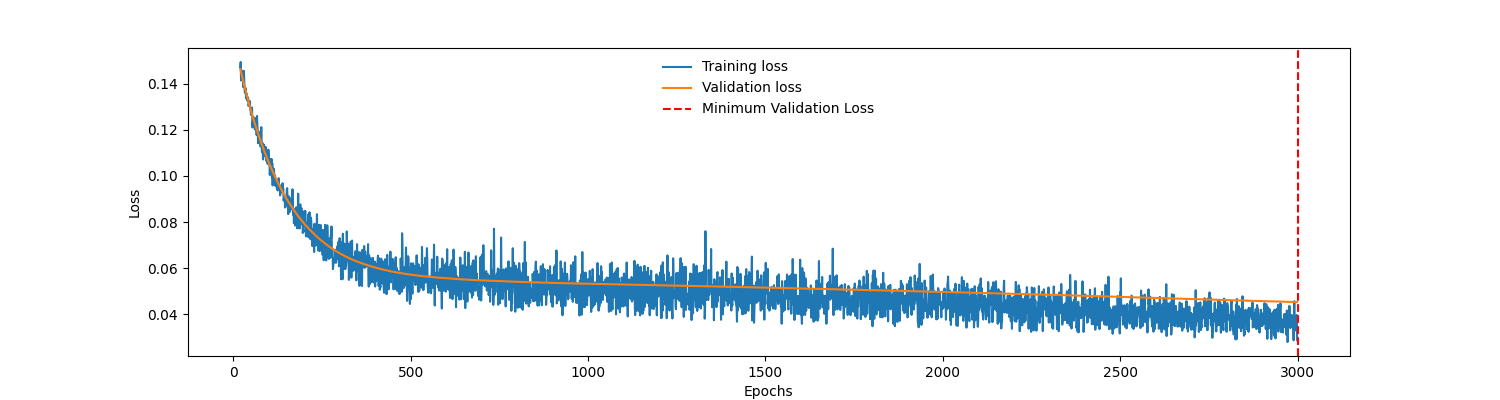 Training loss
Validation loss
Minimum Validation Loss
0.14
0.12
0.10
0.08
0.06
0.04
Loss
0 500 1000 1500 2000 2500 3000
Epochs